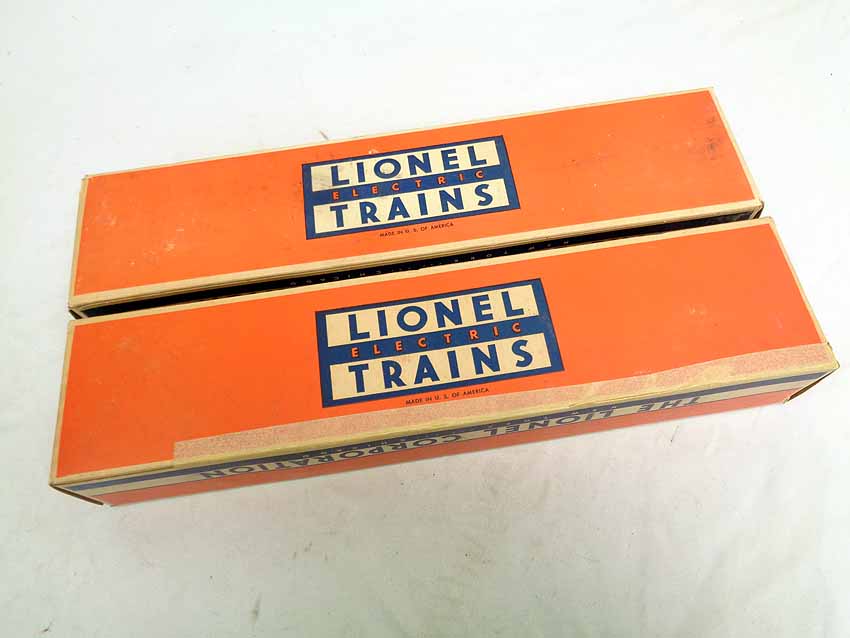 LIONEL
ELECTRIC
TRAINS
MADE IN U. S. OF AMERICA
LIONEL
ELECTRIC
TRAINS
MADE IN U. S. OF AMERICA
THE LIONEL CORPORATION